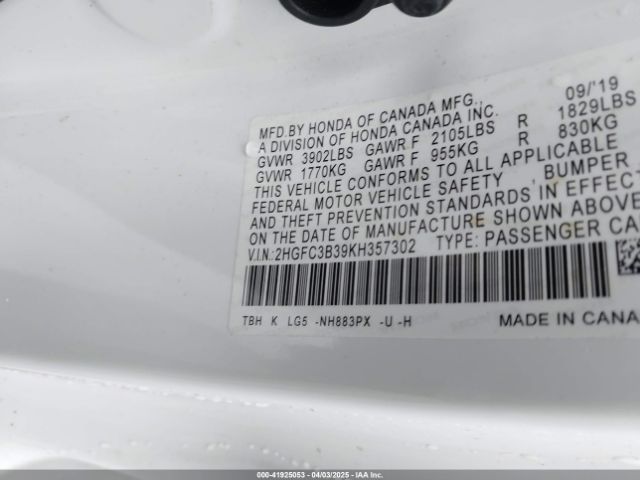 MFD.BY HONDA OF CANADA MFG., 09/'19
A DIVISION OF HONDA CANADA INC.
GVWR 3902LBS GAWR F 2105LBS R 1829LBS
GVWR 1770KG GAWR F 955KG R 830KG
THIS VEHICLE CONFORMS TO ALL APPLICABLE
FEDERAL MOTOR VEHICLE SAFETY, BUMPER,
AND THEFT PREVENTION STANDARDS IN EFFECT
ON THE DATE OF MANUFACTURE SHOWN ABOVE.
V.I.N.:2HGFC3B39KH357302 TYPE: PASSENGER CA
TBH K LG5 -NH883PX -U -H MADE IN CANA
000-41925053 - 04/03/2025 - IAA Inc.